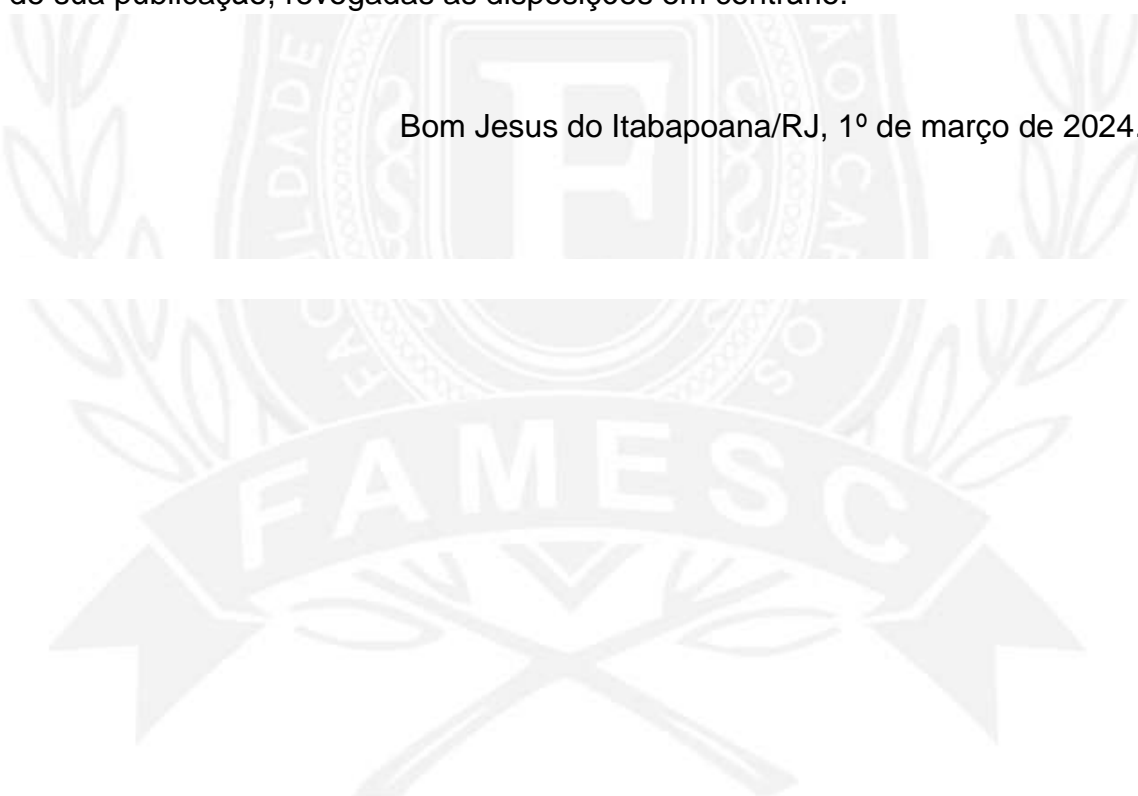 de sua publicação, revogadas as disposições em contrário.
Bom Jesus do Itabapoana/RJ, 1º de março de 2024.
FAMESC